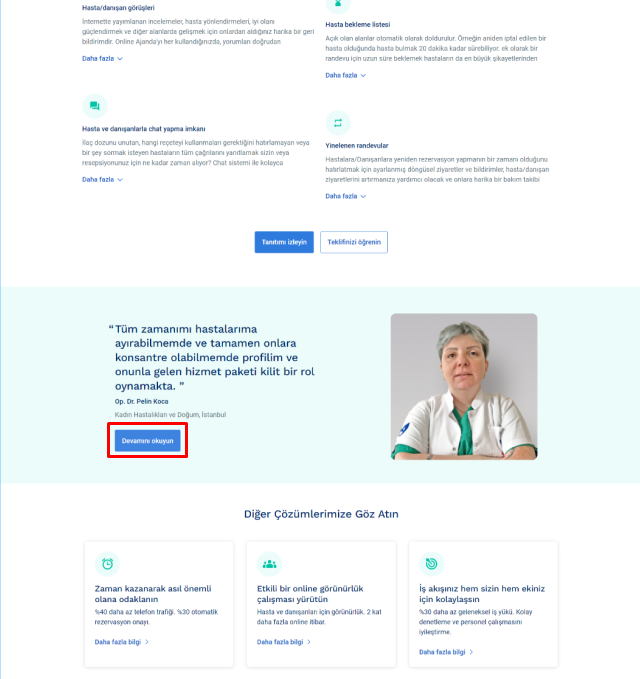 Hasta/danışan görüşleri
İnternette yayımlanan incelemeler, hasta yönlendirmeleri, iyi olanı
güçlendirmek ve diğer alanlarda gelişmek için onlardan aldığınız harika bir geri
bildirimdir. Online Ajanda'yı her kullandığınızda, yorumları doğrudan
Daha fazla
Hasta bekleme listesi
Açık olan alanlar otomatik olarak doldurulur. Örneğin aniden iptal edilen bir
hasta olduğunda hasta bulmak 20 dakika kadar sürebiliyor. ek olarak bir
randevu için uzun süre beklemek hastaların da en büyük şikayetlerinden
Daha fazla
Hasta ve danışanlarla chat yapma imkanı
İlaç dozunu unutan, hangi reçeteyi kullanmaları gerektiğini hatırlamayan veya
bir şey sormak isteyen hastaların tüm çağrılarını yanıtlamak sizin veya
resepsiyonunuz için ne kadar zaman alıyor? Chat sistemi ile kolayca
Daha fazla
Yinelenen randevular
Hastalara/Danışanlara yeniden rezervasyon yapmanın bir zamanı olduğunu
hatırlatmak için ayarlanmış döngüsel ziyaretler ve bildirimler, hasta/danışan
ziyaretlerini artırmanıza yardımcı olacak ve onlara harika bir bakım takibi
Daha fazla
Tanıtımı izleyin
Teklifinizi öğrenin
“Tüm zamanımı hastalarıma
ayırabilmemde ve tamamen onlara
konsantre olabilmemde profilim ve
onunla gelen hizmet paketi kilit bir rol
oynamakta. ”
Op. Dr. Pelin Koca
Kadın Hastalıkları ve Doğum, İstanbul
Devamını okuyun
Diğer Çözümlerimize Göz Atın
Zaman kazanarak asıl önemli
olana odaklanın
%40 daha az telefon trafiği. %30 otomatik
rezervasyon onayı.
Daha fazla bilgi
Etkili bir online görünürlük
çalışması yürütün
Hasta ve danışanları için görünürlük. 2 kat
daha fazla online itibar.
Daha fazla bilgi
İş akışınız hem sizin hem ekiniz
için kolaylaşın
%30 daha az geleneksel iş yükü. Kolay
denetleme ve personel çalışmasını
iyileştirme.
Daha fazla bilgi